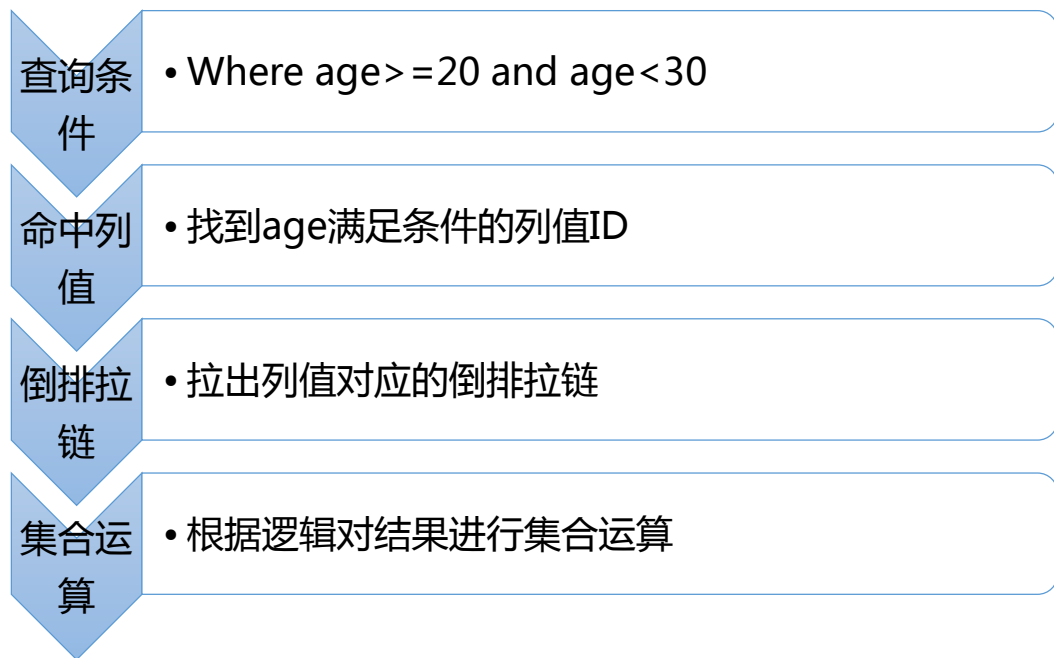 查询条
件
• Where age>=20 and age<30
命中列
值
• 找到age满足条件的列值ID
倒排拉
链
• 拉出列值对应的倒排拉链
集合运
算
• 根据逻辑对结果进行集合运算